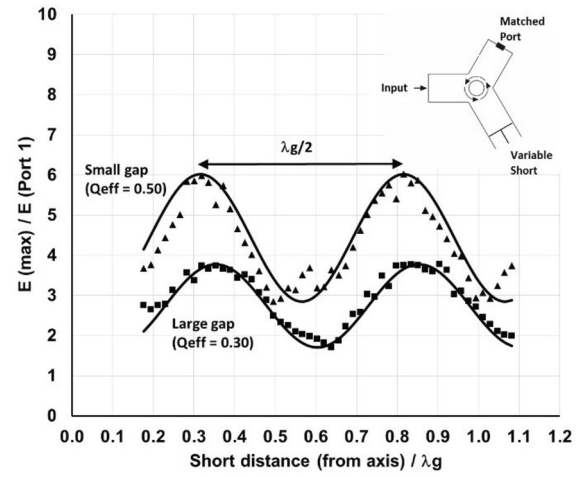 10
9
8
7
6
5
4
3
2
1
0
E (max) / E (Port 1)
Matched
Port
Input
Variable
Short
λg/2
Small gap
(Qeff = 0.50)
Large gap
(Qeff = 0.30)
0.0 0.1 0.2 0.3 0.4 0.5 0.6 0.7 0.8 0.9 1.0 1.1 1.2
Short distance (from axis) / λg